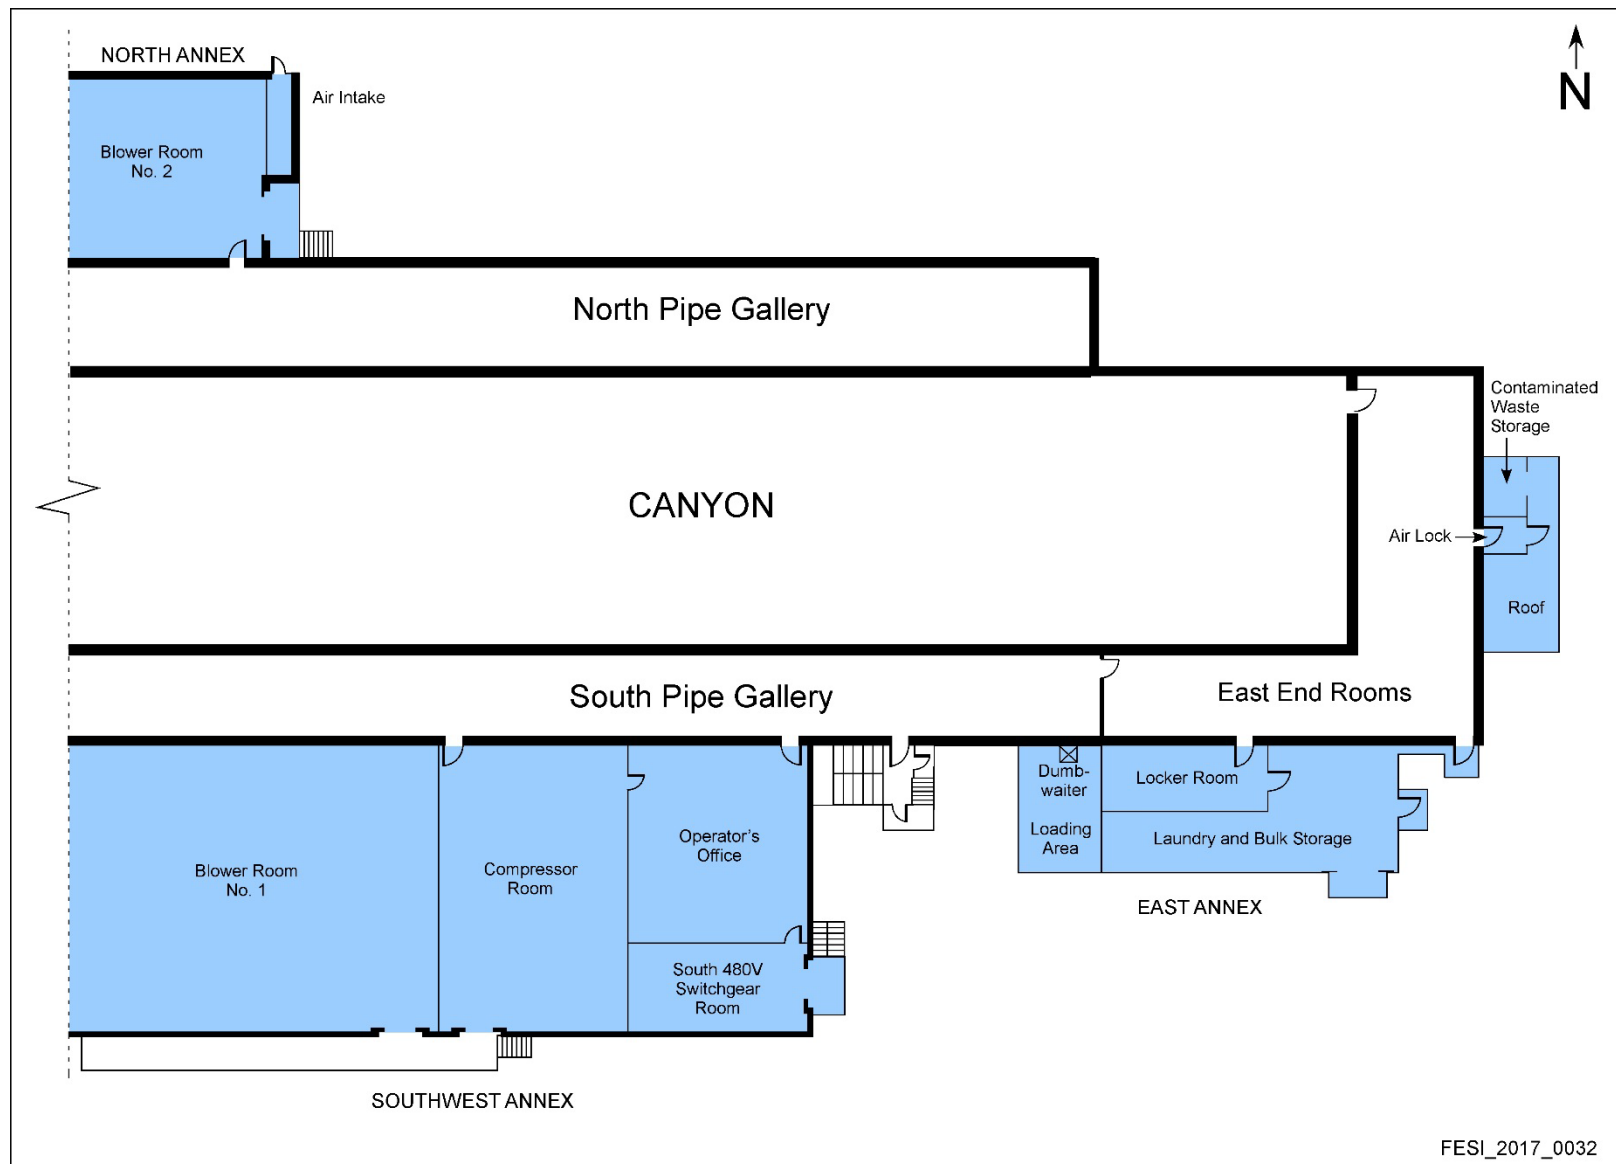 NORTH ANNEX
Air Intake
N
Blower Room
No. 2
North Pipe Gallery
Contaminated
Waste
Storage
CANYON
Air Lock
Roof
South Pipe Gallery
East End Rooms
Dumb-
waiter
Locker Room
Loading
Area
Laundry and Bulk Storage
Operator's
Office
Blower Room
No. 1
Compressor
Room
EAST ANNEX
South 480V
Switchgear
Room
SOUTHWEST ANNEX
FESI_2017_0032